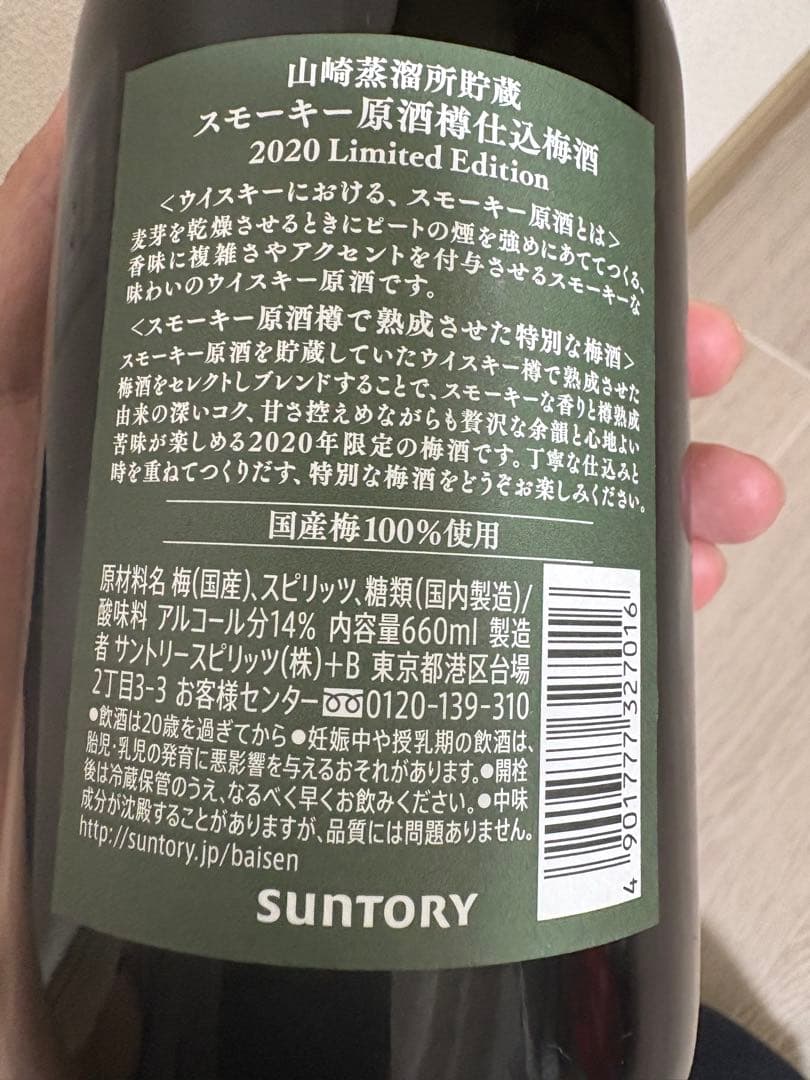 山崎蒸溜所貯蔵
スモーキー原酒樽仕込梅酒
2020 Limited Edition
<ウイスキーにおける、スモーキー原酒とは>
麦芽を乾燥させるときにピートの煙を強めにあててつくる、
香味に複雑さやアクセントを付与させるスモーキーな
味わいのウイスキー原酒です。
<スモーキー原酒樽で熟成させた特別な梅酒>
スモーキー原酒を貯蔵していたウイスキー樽で熟成させた
梅酒をセレクトしブレンドすることで、スモーキーな香りと樽熟成
由来の深いコク、甘さ控えめながらも贅沢な余韻と心地よい
苦味が楽しめる2020年限定の梅酒です。丁寧な仕込みと
時を重ねてつくりだす、特別な梅酒をどうぞお楽しみください。
国産梅100%使用
原材料名 梅(国産)、スピリッツ、糖類(国内製造)/
酸味料 アルコール分14% 内容量660ml 製造
者 サントリースピリッツ(株)+B 東京都港区台場
2丁目3-3 お客様センター 0120-139-310
●飲酒は20歳を過ぎてから ●妊娠中や授乳期の飲酒は、
胎児・乳児の発育に悪影響を与えるおそれがあります。●開栓
後は冷蔵保管のうえ、なるべく早くお飲みください。●中味
成分が沈殿することがありますが、品質には問題ありません。
http://suntory.jp/baisen
SUNTORY
4 901777 327016